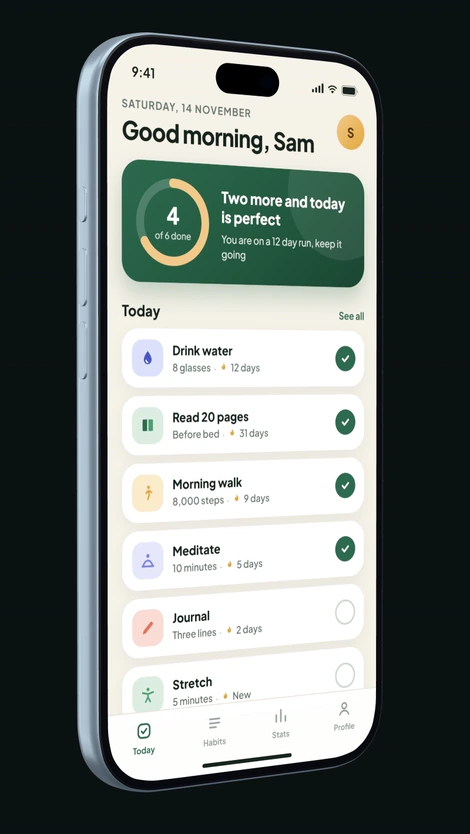 9:41
SATURDAY, 14 NOVEMBER
Good morning, Sam
S
4
of 6 done
Two more and today
is perfect
You are on a 12 day run, keep it
going
Today
See all
Drink water
8 glasses · 12 days
Read 20 pages
Before bed · 31 days
Morning walk
8,000 steps · 9 days
Meditate
10 minutes · 5 days
Journal
Three lines · 2 days
Stretch
5 minutes · New
Today
Habits
Stats
Profile